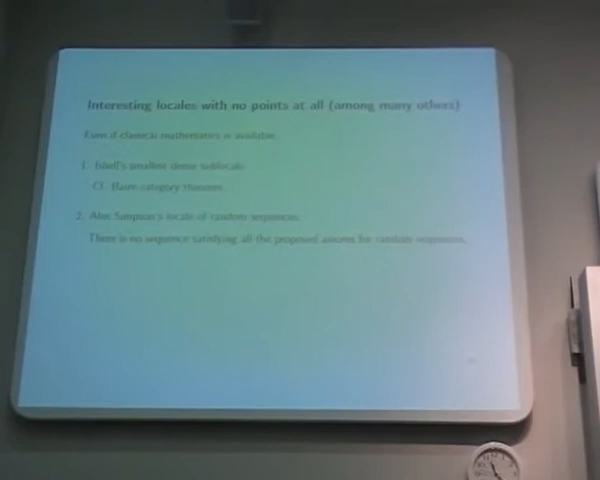 Interesting locales with no points at all (among many others)
Even if classical mathematics is available.
1. Isbell's smallest dense sublocale.
Cf. Baire category theorem.
2. Alex Simpson's locale of random sequences.
There is no sequence satisfying all the proposed axioms for random sequences.